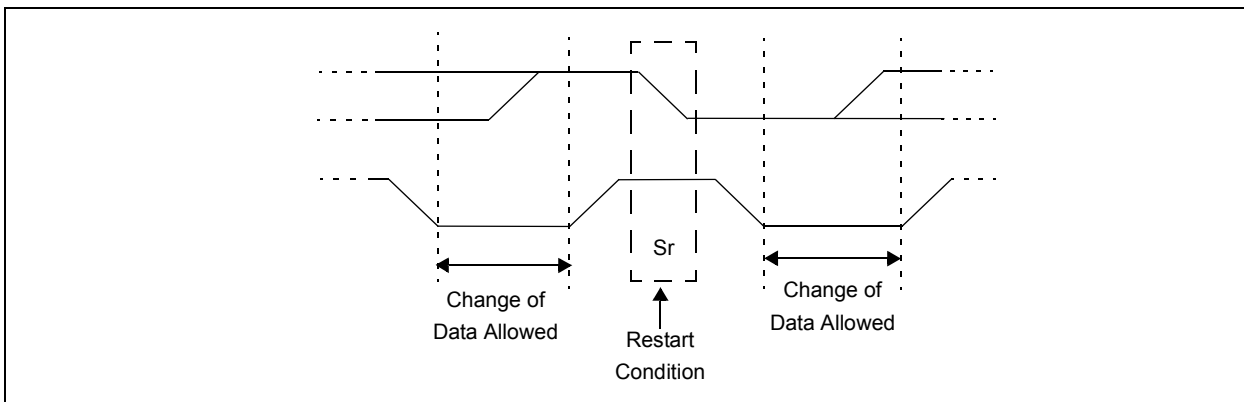 Sr
Change of
Data Allowed
Restart
Condition
Change of
Data Allowed